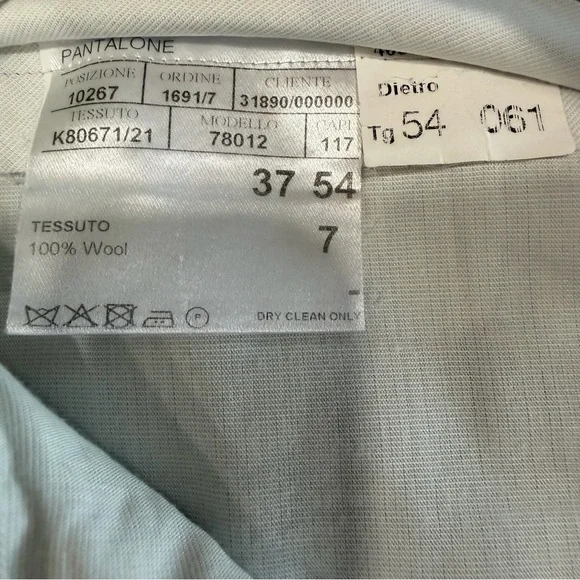 PANTALONE
POSIZIONE ORDINE CLIENTE
10267 1691/7 31890/000000
TESSUTO MODELLO CAPI
K80671/21 78012 117
37 54
7
TESSUTO
100% Wool
P
DRY CLEAN ONLY
Dietro
Tg 54 061